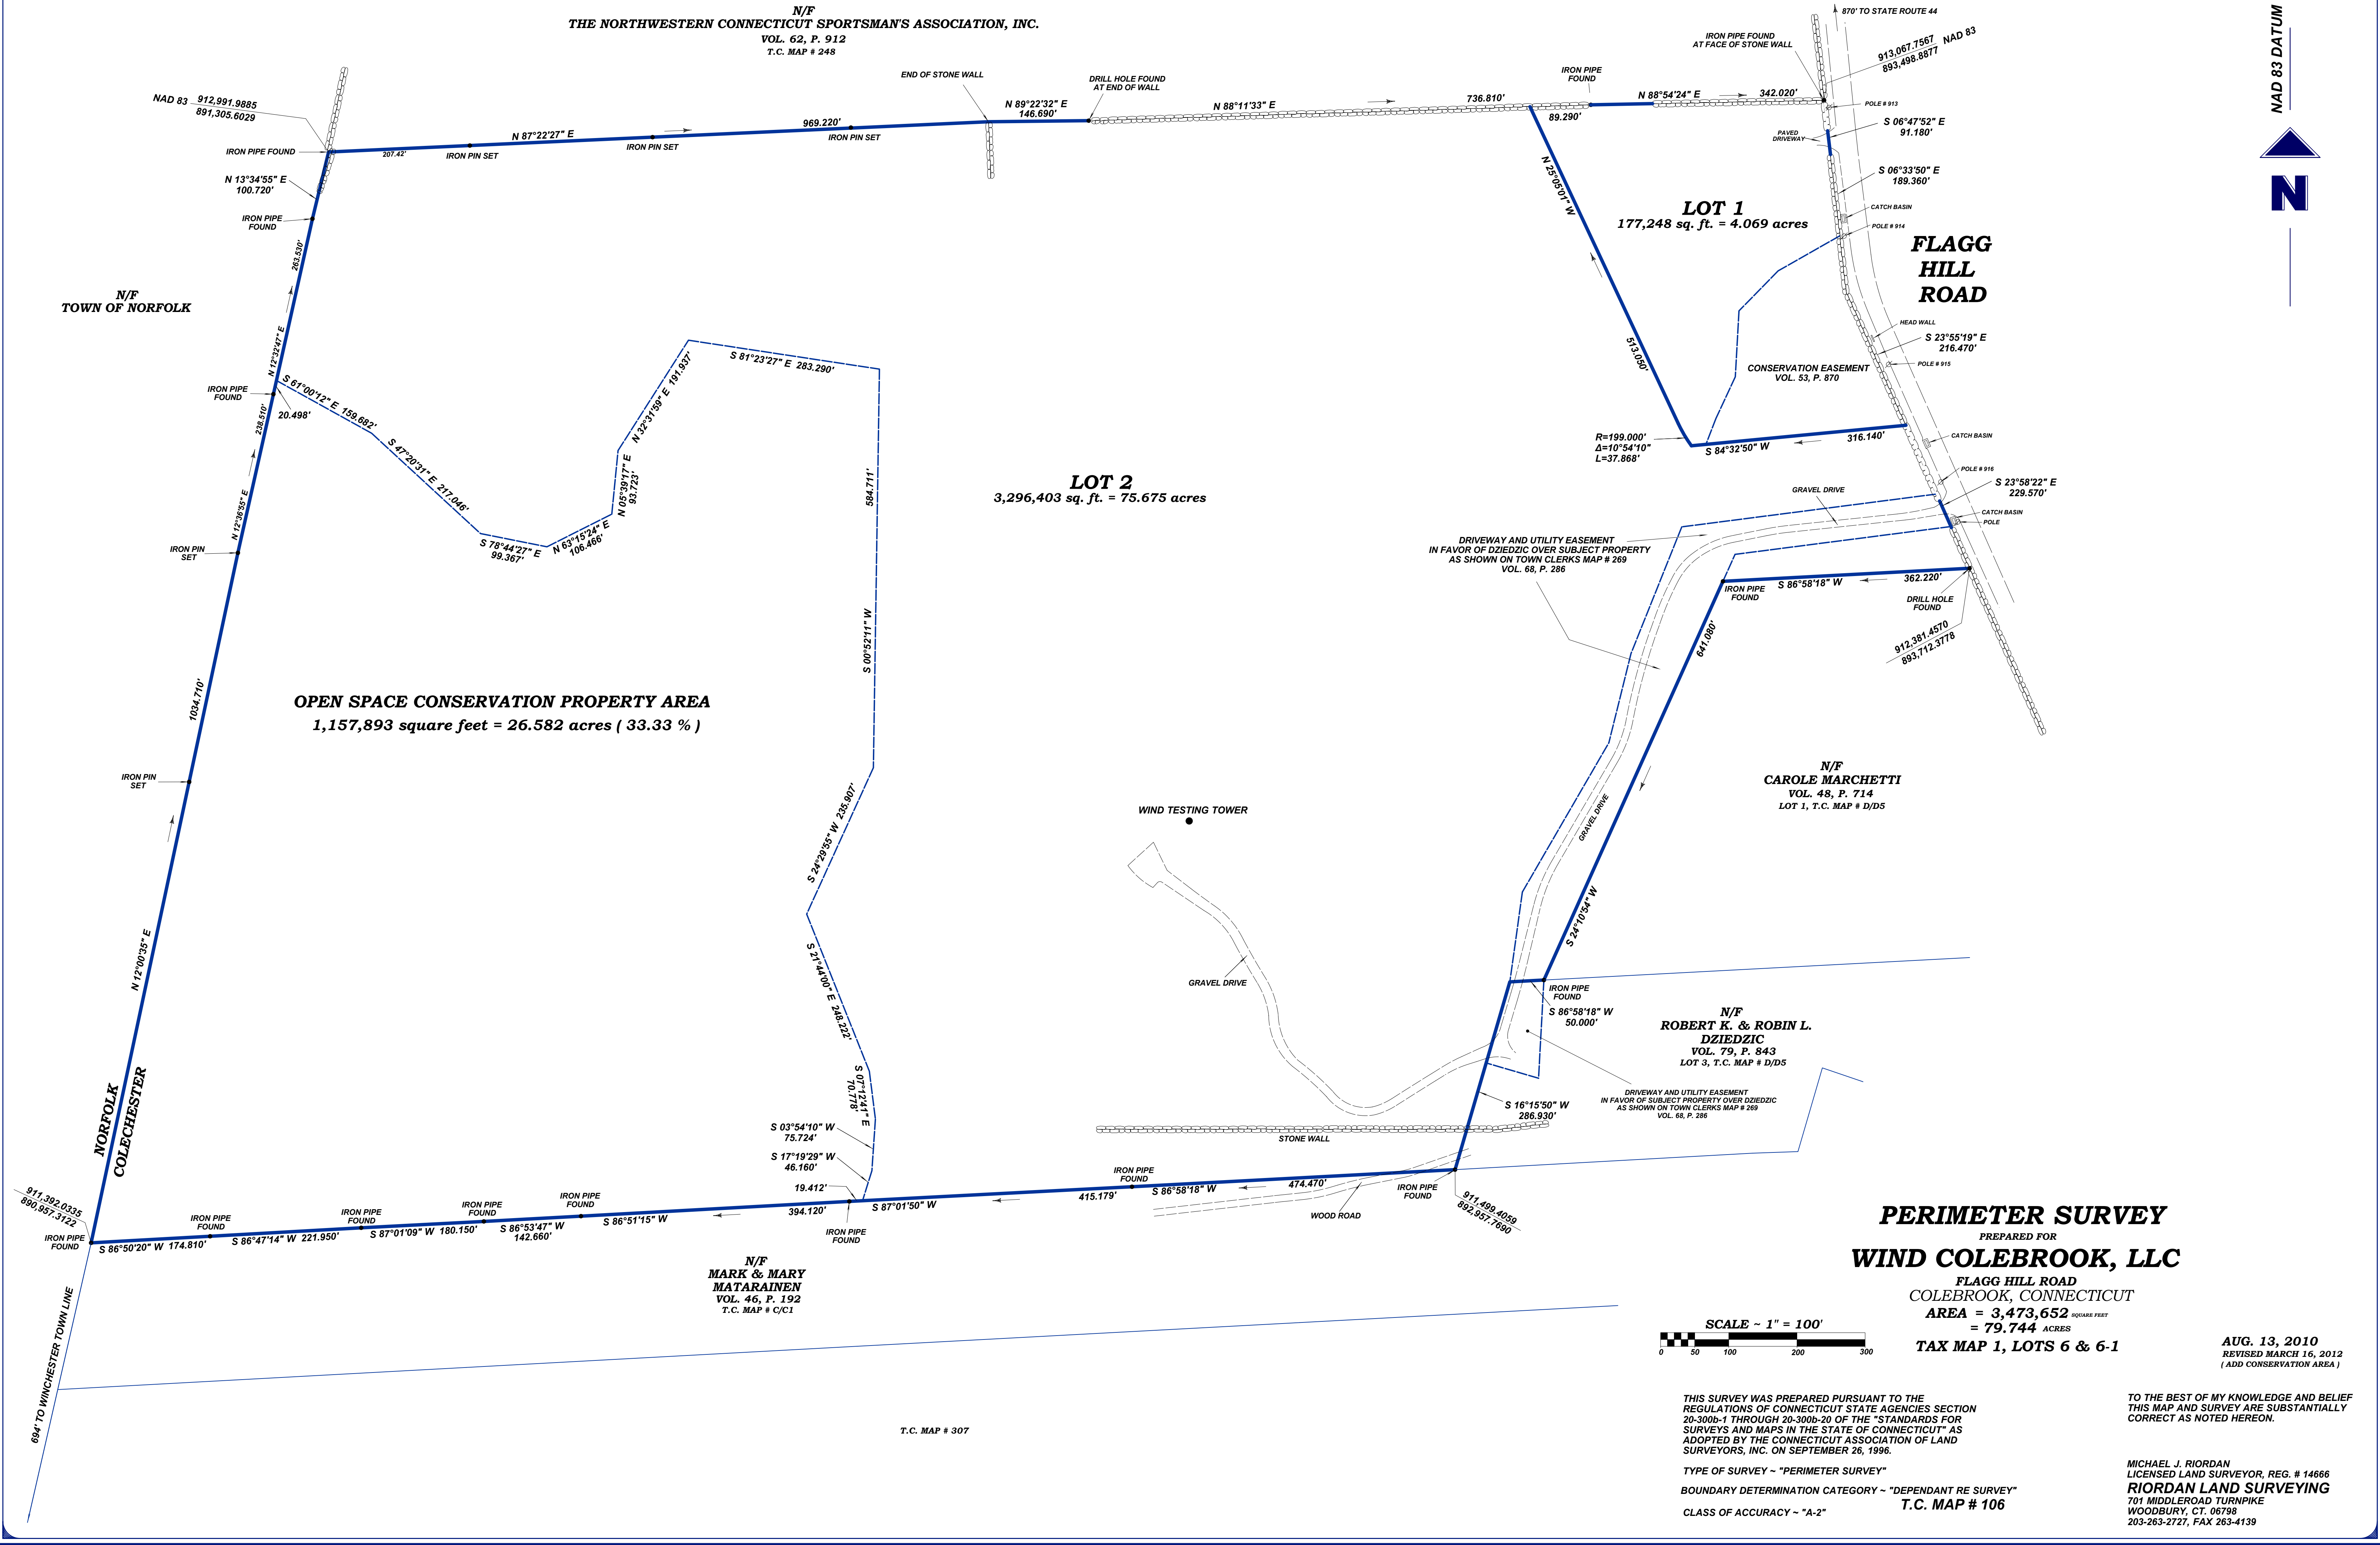 N/F
THE NORTHWESTERN CONNECTICUT SPORTSMAN'S ASSOCIATION, INC.
VOL. 62, P. 912
T.C. MAP # 248
870' TO STATE ROUTE 44
NAD 83 DATUM
N
IRON PIPE FOUND
AT FACE OF STONE WALL
913,067.7567
893,498.8877
NAD 83
NAD 83
912,991.9885
891,305.6029
END OF STONE WALL
DRILL HOLE FOUND
AT END OF WALL
IRON PIPE
FOUND
IRON PIPE FOUND
207.42'
IRON PIN SET
N 87°22'27" E
IRON PIN SET
969.220'
IRON PIN SET
N 89°22'32" E
146.690'
N 88°11'33" E
736.810'
89.290'
N 88°54'24" E
342.020'
POLE # 913
PAVED
DRIVEWAY
S 06°47'52" E
91.180'
S 06°33'50" E
189.360'
CATCH BASIN
POLE # 914
N 13°34'55" E
100.720'
IRON PIPE
FOUND
263.530'
N 12°32'47" E
N/F
TOWN OF NORFOLK
N 25°05'01" W
513.050'
LOT 1
177,248 sq. ft. = 4.069 acres
FLAGG
HILL
ROAD
HEAD WALL
S 23°55'19" E
216.470'
POLE # 915
CONSERVATION EASEMENT
VOL. 53, P. 870
IRON PIPE
FOUND
20.498'
238.510'
N 12°36'55" E
S 61°00'12" E 159.682'
S 47°20'31" E 217.046'
S 78°44'27" E
99.367'
N 63°15'24" E
106.466'
N 05°39'17" E
93.723'
N 32°31'59" E 191.937'
S 81°23'27" E 283.290'
584.711'
S 00°52'11" W
R=199.000'
Δ=10°54'10"
L=37.868'
S 84°32'50" W
316.140'
CATCH BASIN
POLE # 916
S 23°58'22" E
229.570'
CATCH BASIN
POLE
GRAVEL DRIVE
LOT 2
3,296,403 sq. ft. = 75.675 acres
DRIVEWAY AND UTILITY EASEMENT
IN FAVOR OF DZIEDZIC OVER SUBJECT PROPERTY
AS SHOWN ON TOWN CLERKS MAP # 269
VOL. 68, P. 286
IRON PIN
SET
IRON PIPE
FOUND
S 86°58'18" W
362.220'
DRILL HOLE
FOUND
912,381.4570
893,712.3778
641.080'
1034.710'
OPEN SPACE CONSERVATION PROPERTY AREA
1,157,893 square feet = 26.582 acres ( 33.33 % )
IRON PIN
SET
N/F
CAROLE MARCHETTI
VOL. 48, P. 714
LOT 1, T.C. MAP # D/D5
WIND TESTING TOWER
GRAVEL DRIVE
S 24°29'55" W 235.907'
S 24°10'54" W
N 12°00'35" E
S 21°44'00" E 248.222'
GRAVEL DRIVE
IRON PIPE
FOUND
S 86°58'18" W
50.000'
N/F
ROBERT K. & ROBIN L.
DZIEDZIC
VOL. 79, P. 843
LOT 3, T.C. MAP # D/D5
DRIVEWAY AND UTILITY EASEMENT
IN FAVOR OF SUBJECT PROPERTY OVER DZIEDZIC
AS SHOWN ON TOWN CLERKS MAP # 269
VOL. 68, P. 286
NORFOLK
COLECHESTER
S 07°12'41" E
70.778'
S 03°54'10" W
75.724'
S 17°19'29" W
46.160'
19.412'
S 16°15'50" W
286.930'
STONE WALL
911,392.0335
890,957.3122
IRON PIPE
FOUND
S 86°50'20" W 174.810'
IRON PIPE
FOUND
S 86°47'14" W 221.950'
IRON PIPE
FOUND
S 87°01'09" W 180.150'
IRON PIPE
FOUND
S 86°53'47" W
142.660'
IRON PIPE
FOUND
S 86°51'15" W
394.120'
IRON PIPE
FOUND
S 87°01'50" W
415.179'
IRON PIPE
FOUND
S 86°58'18" W
474.470'
WOOD ROAD
IRON PIPE
FOUND
911,499.4059
892,957.7690
N/F
MARK & MARY
MATARAINEN
VOL. 46, P. 192
T.C. MAP # C/C1
694' TO WINCHESTER TOWN LINE
T.C. MAP # 307
PERIMETER SURVEY
PREPARED FOR
WIND COLEBROOK, LLC
FLAGG HILL ROAD
COLEBROOK, CONNECTICUT
AREA = 3,473,652 SQUARE FEET
= 79.744 ACRES
TAX MAP 1, LOTS 6 & 6-1
SCALE ~ 1" = 100'
0 50 100 200 300
AUG. 13, 2010
REVISED MARCH 16, 2012
( ADD CONSERVATION AREA )
THIS SURVEY WAS PREPARED PURSUANT TO THE
REGULATIONS OF CONNECTICUT STATE AGENCIES SECTION
20-300b-1 THROUGH 20-300b-20 OF THE "STANDARDS FOR
SURVEYS AND MAPS IN THE STATE OF CONNECTICUT" AS
ADOPTED BY THE CONNECTICUT ASSOCIATION OF LAND
SURVEYORS, INC. ON SEPTEMBER 26, 1996.
TYPE OF SURVEY ~ "PERIMETER SURVEY"
BOUNDARY DETERMINATION CATEGORY ~ "DEPENDANT RE SURVEY"
T.C. MAP # 106
CLASS OF ACCURACY ~ "A-2"
TO THE BEST OF MY KNOWLEDGE AND BELIEF
THIS MAP AND SURVEY ARE SUBSTANTIALLY
CORRECT AS NOTED HEREON.
MICHAEL J. RIORDAN
LICENSED LAND SURVEYOR, REG. # 14666
RIORDAN LAND SURVEYING
701 MIDDLEROAD TURNPIKE
WOODBURY, CT. 06798
203-263-2727, FAX 263-4139